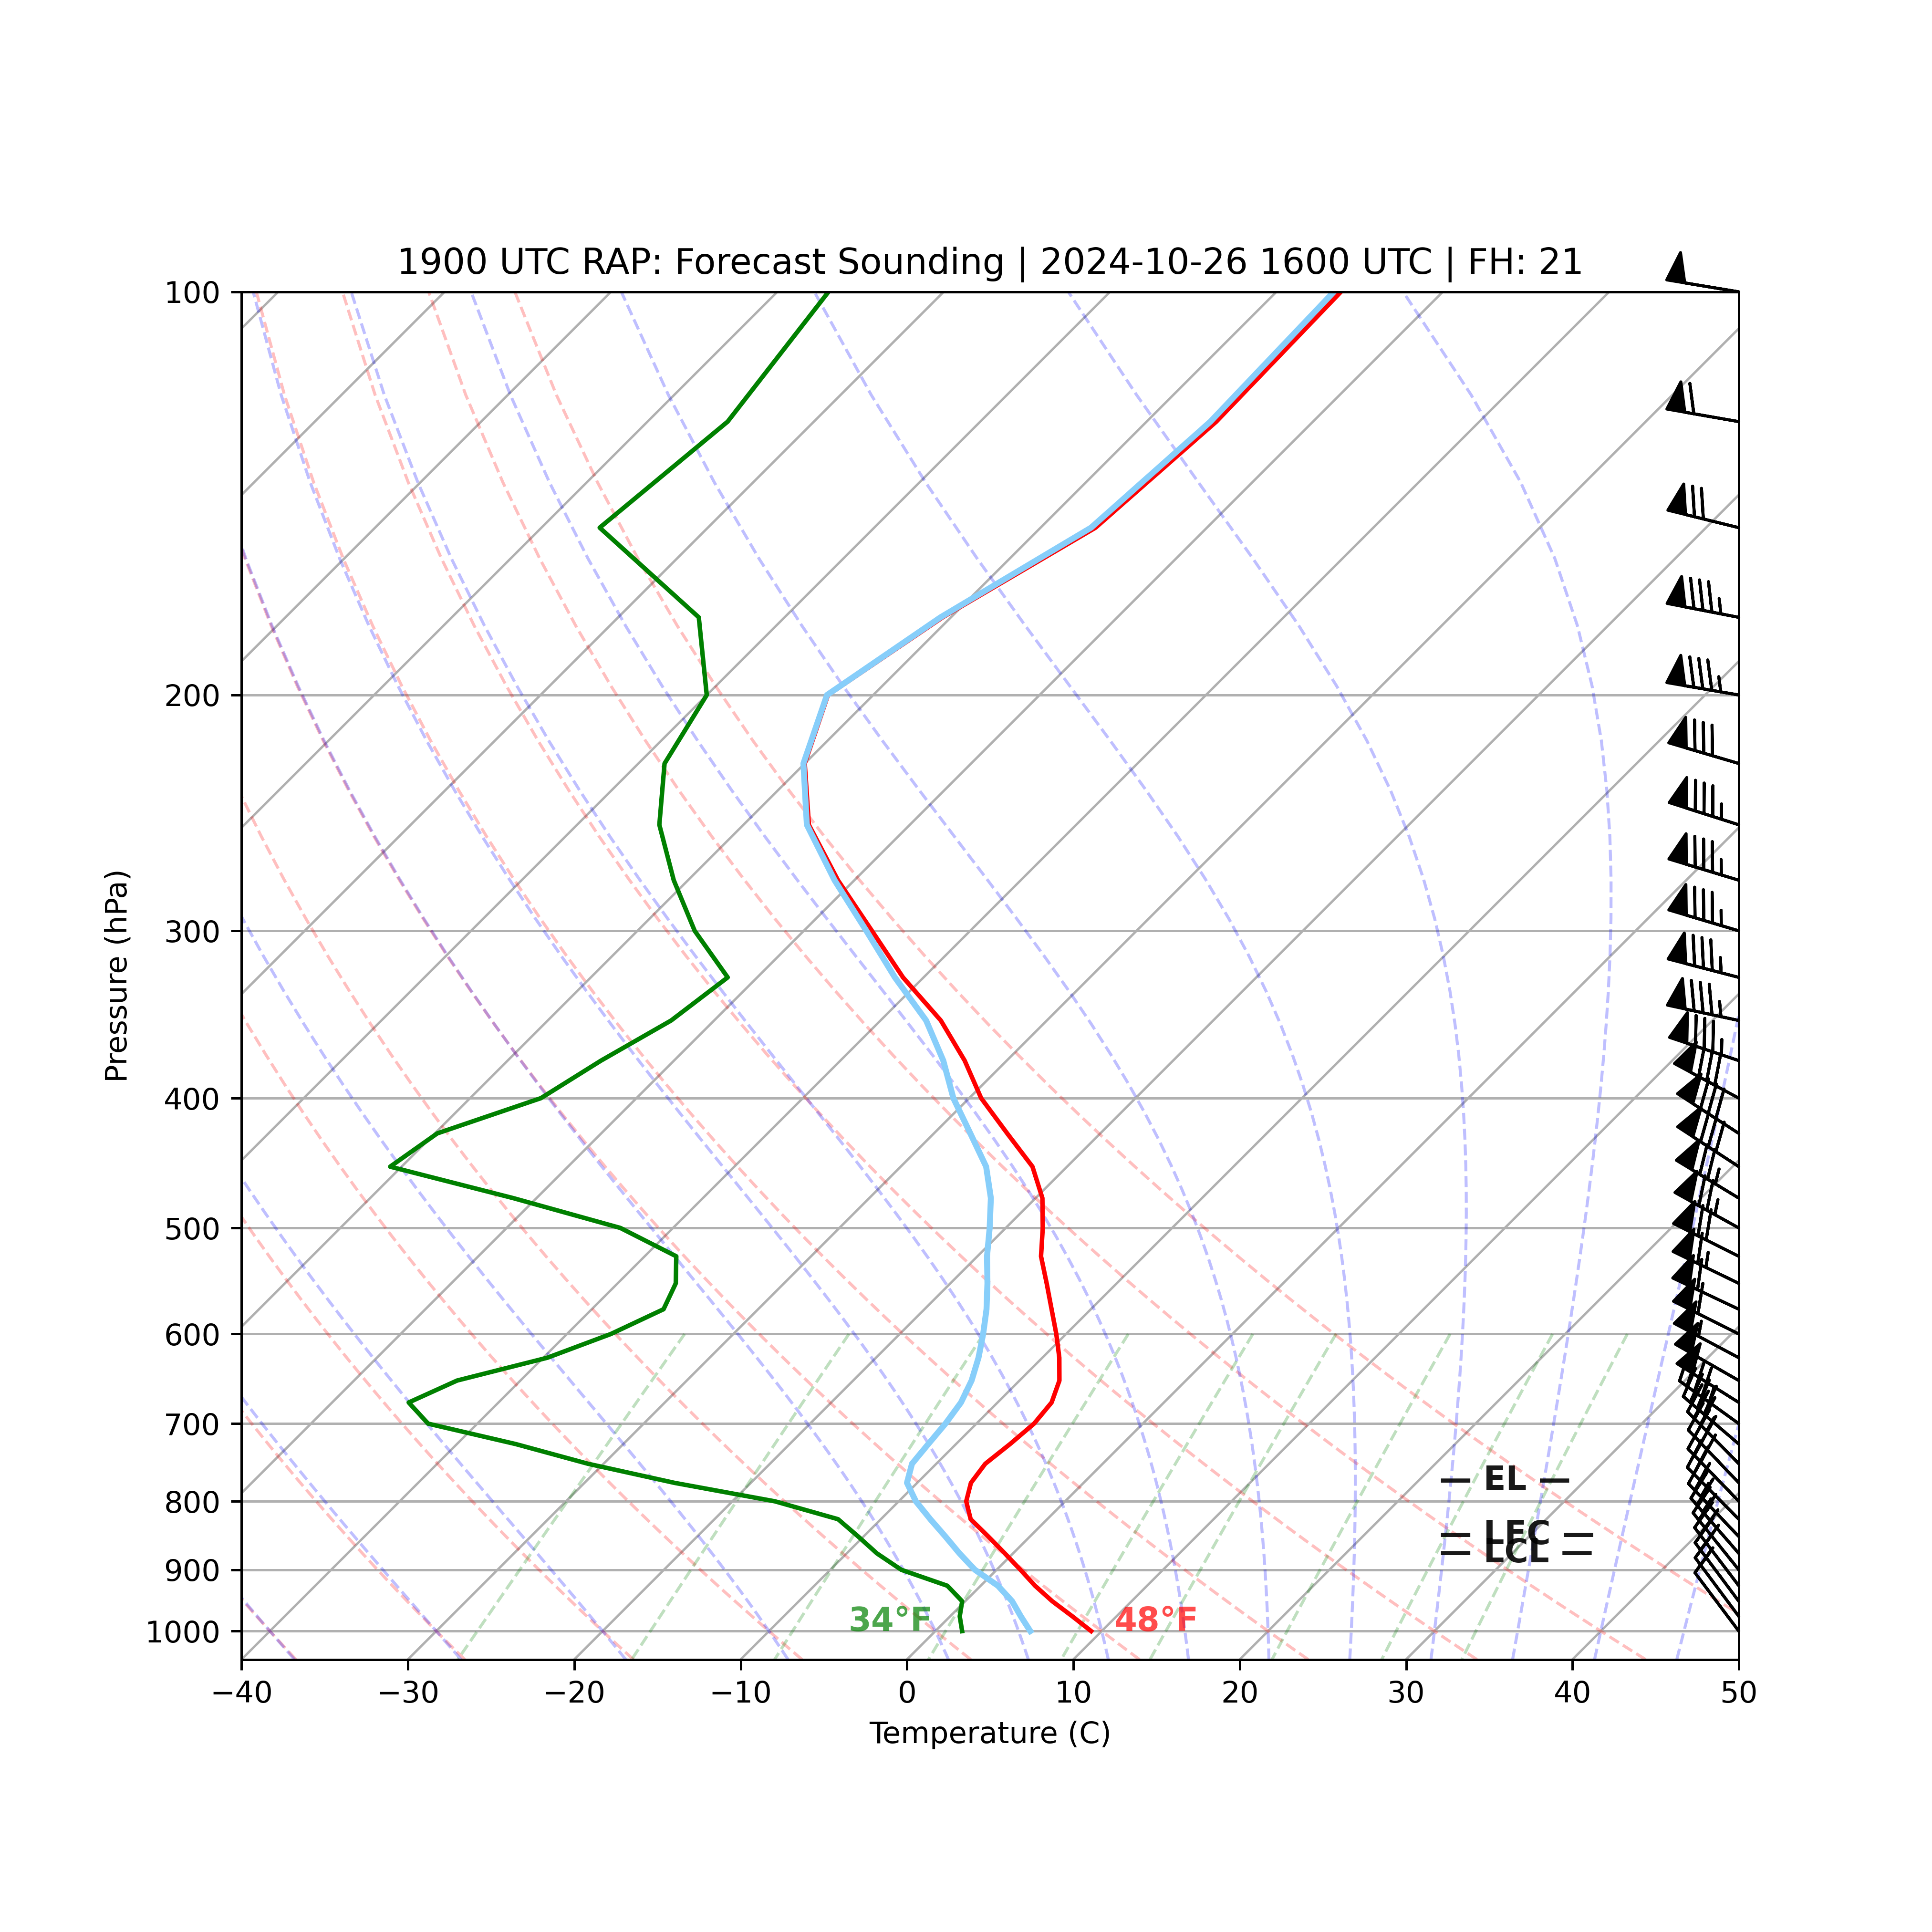 1900 UTC RAP: Forecast Sounding | 2024-10-26 1600 UTC | FH: 21
100
200
300
400
500
600
700
800
900
1000
Pressure (hPa)
— EL —
— LFC —
— LCL —
34°F
48°F
−40 −30 −20 −10 0 10 20 30 40 50
Temperature (C)